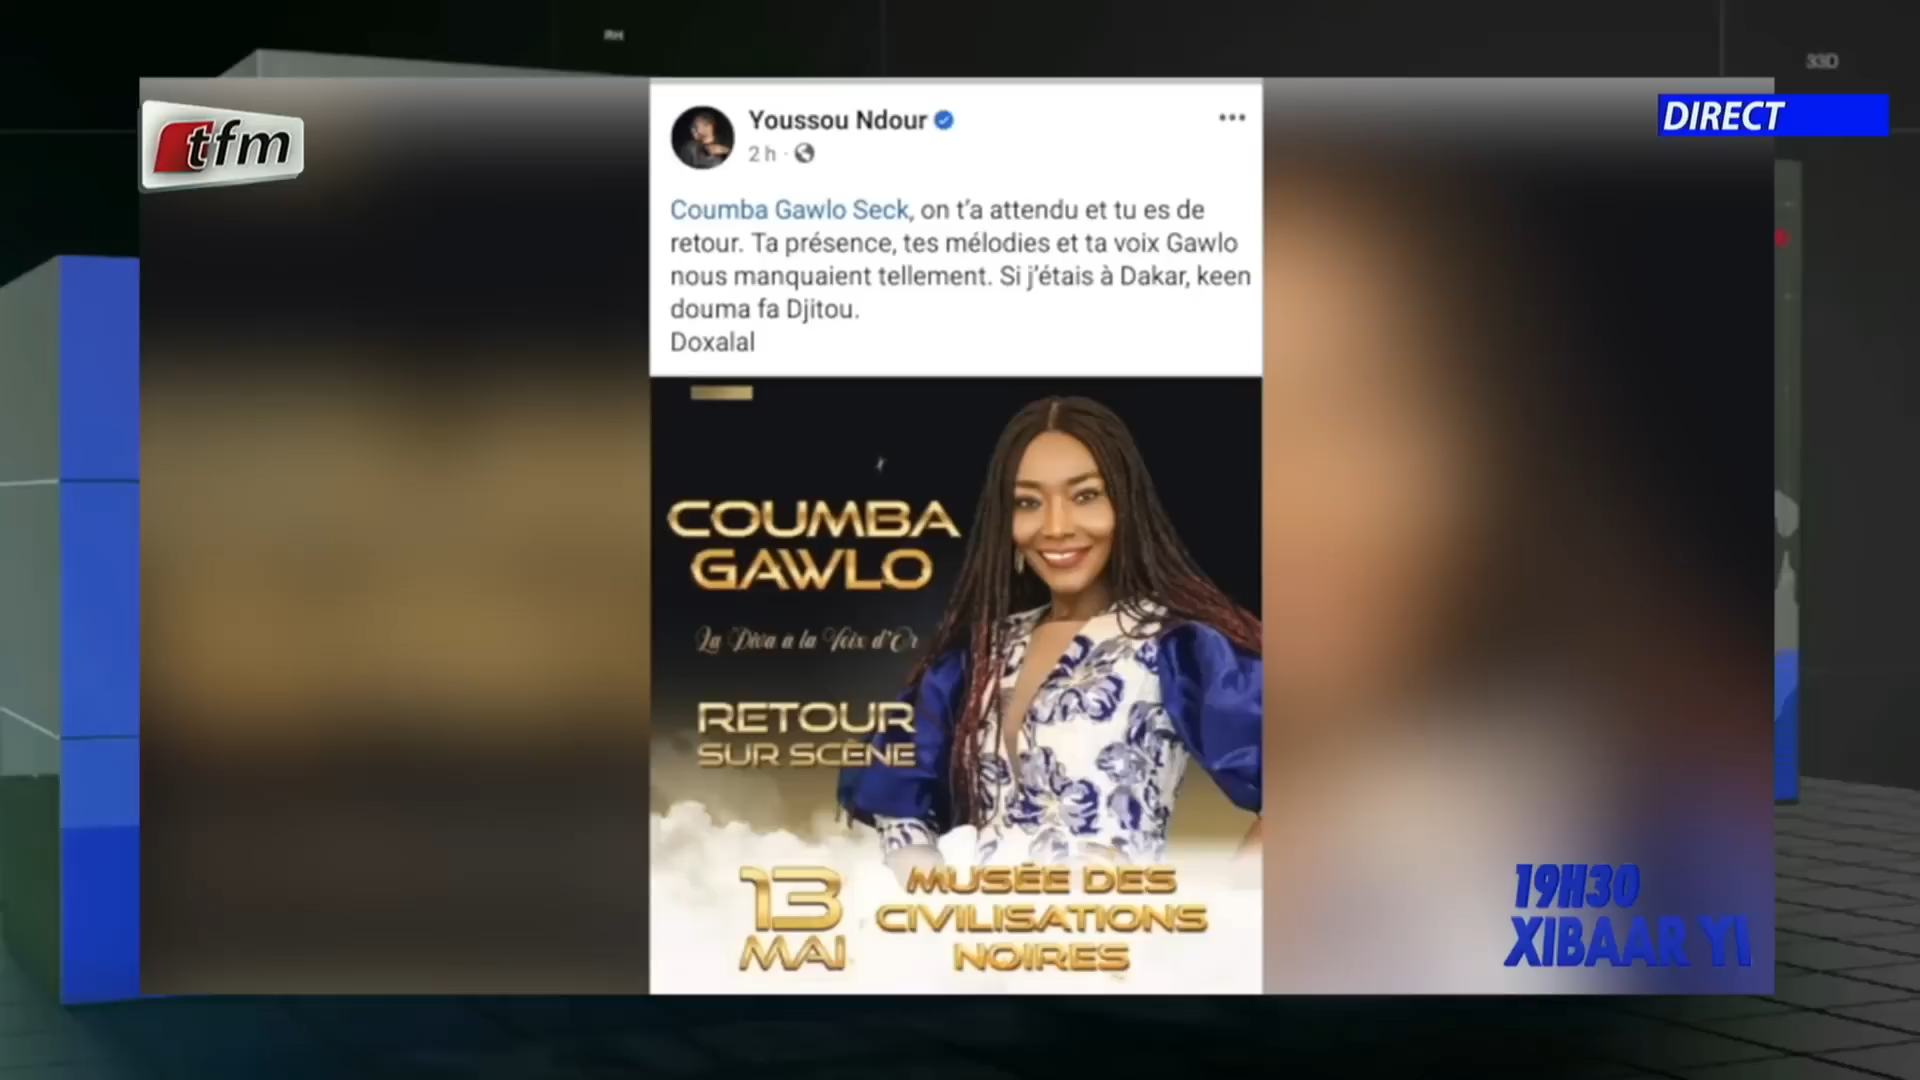 RH
33D
tfm
DIRECT
Youssou Ndour
2 h
Coumba Gawlo Seck, on t’a attendu et tu es de
retour. Ta présence, tes mélodies et ta voix Gawlo
nous manquaient tellement. Si j’étais à Dakar, keen
douma fa Djitou.
Doxalal
COUMBA
GAWLO
La Diva à la Voix d'Or
RETOUR
SUR SCÈNE
13
MAI
MUSÉE DES
CIVILISATIONS
NOIRES
19H30
XIBAAR YI